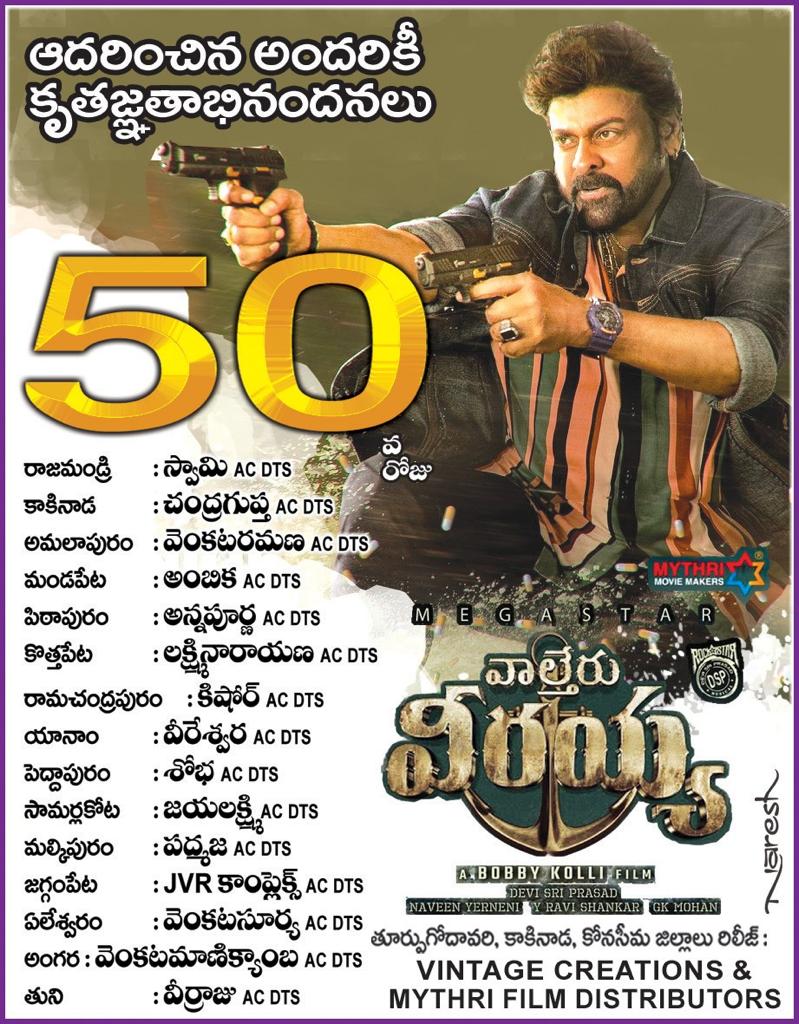 ఆదరించిన అందరికీ
కృతజ్ఞతాభినందనలు
50
వ
రోజు
రాజమండ్రి : స్వామి AC DTS
కాకినాడ : చంద్రగుప్త AC DTS
అమలాపురం : వెంకటరమణ AC DTS
మండపేట : అంబిక AC DTS
పిఠాపురం : అన్నపూర్ణ AC DTS
కొత్తపేట : లక్ష్మీనారాయణ AC DTS
రామచంద్రపురం : కిషోర్ AC DTS
యానాం : వీరేశ్వర AC DTS
పెద్దాపురం : శోభ AC DTS
సామర్లకోట : జయలక్ష్మి AC DTS
మల్కిపురం : పద్మజ AC DTS
జగ్గంపేట : JVR కాంప్లెక్స్ AC DTS
ఏలేశ్వరం : వెంకటసూర్య AC DTS
అంగర : వెంకటమాణిక్యాంబ AC DTS
తుని : వీర్రాజు AC DTS
MYTHRI
MOVIE MAKERS
MEGASTAR
ROCKSTAR
DSP
వాల్తేరు
వీరయ్య
A BOBBY KOLLI FILM
DEVI SRI PRASAD
NAVEEN YERNENI Y RAVI SHANKAR GK MOHAN
Naresh
తూర్పుగోదావరి, కాకినాడ, కోనసీమ జిల్లాలు రిలీజ్ :
VINTAGE CREATIONS &
MYTHRI FILM DISTRIBUTORS